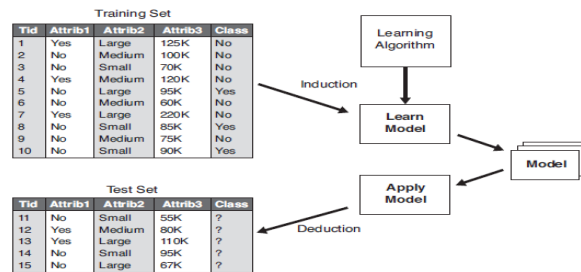 Training Set
Tid Attrib1 Attrib2 Attrib3 Class
1 Yes Large 125K No
2 No Medium 100K No
3 No Small 70K No
4 Yes Medium 120K No
5 No Large 95K Yes
6 No Medium 60K No
7 Yes Large 220K No
8 No Small 85K Yes
9 No Medium 75K No
10 No Small 90K Yes
Learning
Algorithm
Induction
Learn
Model
Model
Apply
Model
Deduction
Test Set
Tid Attrib1 Attrib2 Attrib3 Class
11 No Small 55K ?
12 Yes Medium 80K ?
13 Yes Large 110K ?
14 No Small 95K ?
15 No Large 67K ?